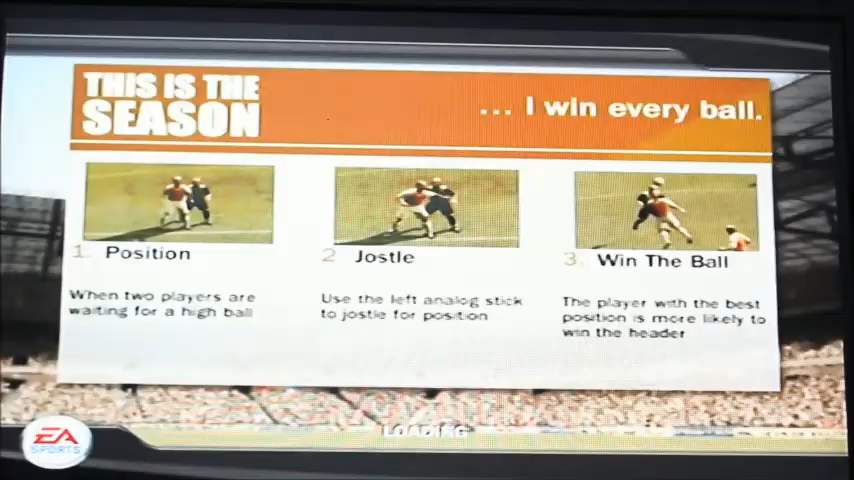 THIS IS THE
SEASON
... I win every ball.
1. Position
When two players are
waiting for a high ball
2 Jostle
Use the left analog stick
to jostle for position
3. Win The Ball
The player with the best
position is more likely to
win the header
LOADING
EA
SPORTS